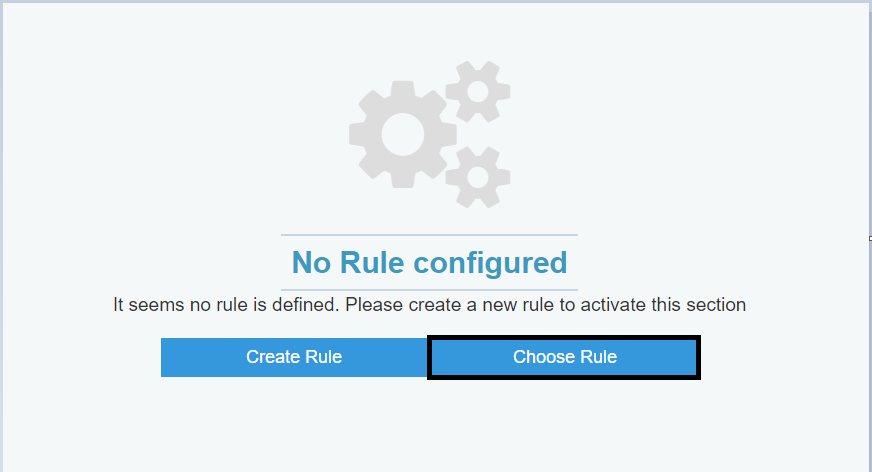 No Rule configured
It seems no rule is defined. Please create a new rule to activate this section
Create Rule
Choose Rule